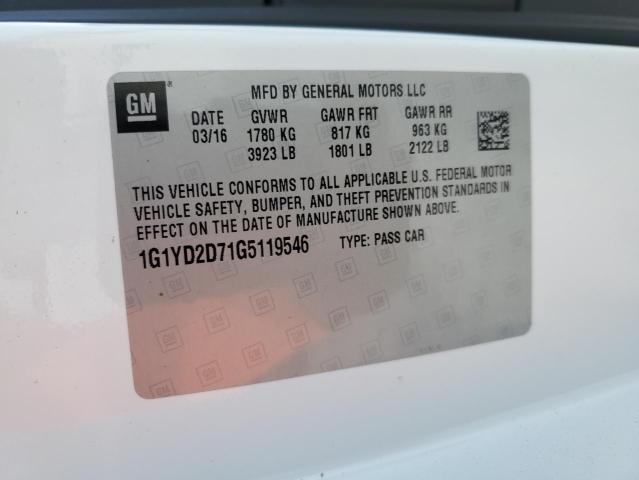 GM
MFD BY GENERAL MOTORS LLC
DATE GVWR GAWR FRT GAWR RR
03/16 1780 KG 817 KG 963 KG
3923 LB 1801 LB 2122 LB
THIS VEHICLE CONFORMS TO ALL APPLICABLE U.S. FEDERAL MOTOR
VEHICLE SAFETY, BUMPER, AND THEFT PREVENTION STANDARDS IN
EFFECT ON THE DATE OF MANUFACTURE SHOWN ABOVE.
1G1YD2D71G5119546 TYPE: PASS CAR